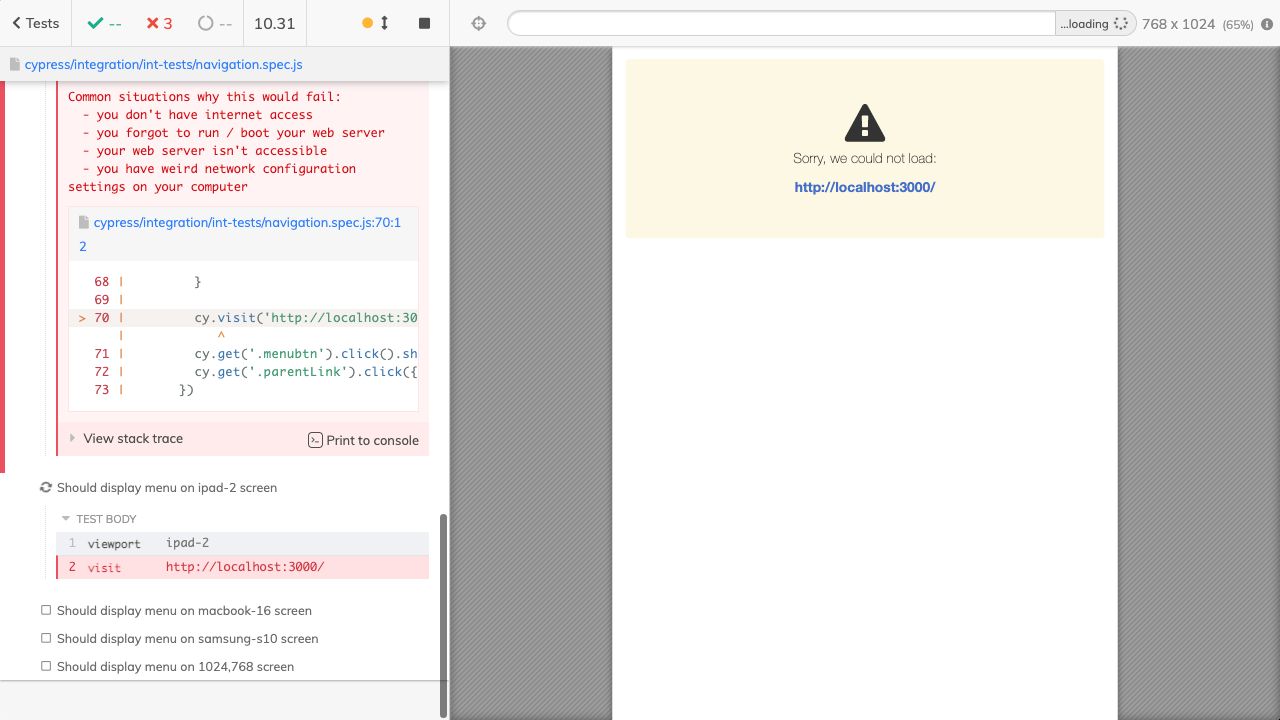 Tests -- 3 -- 10.31
...loading 768 x 1024 (65%)
cypress/integration/int-tests/navigation.spec.js
Common situations why this would fail:
- you don't have internet access
- you forgot to run / boot your web server
- your web server isn't accessible
- you have weird network configuration
settings on your computer
cypress/integration/int-tests/navigation.spec.js:70:1
2
68 | }
69 |
> 70 | cy.visit('http://localhost:30
| ^
71 | cy.get('.menubtn').click().sh
72 | cy.get('.parentLink').click({
73 | })
View stack trace Print to console
Should display menu on ipad-2 screen
TEST BODY
1 viewport ipad-2
2 visit http://localhost:3000/
Should display menu on macbook-16 screen
Should display menu on samsung-s10 screen
Should display menu on 1024,768 screen
Sorry, we could not load:
http://localhost:3000/